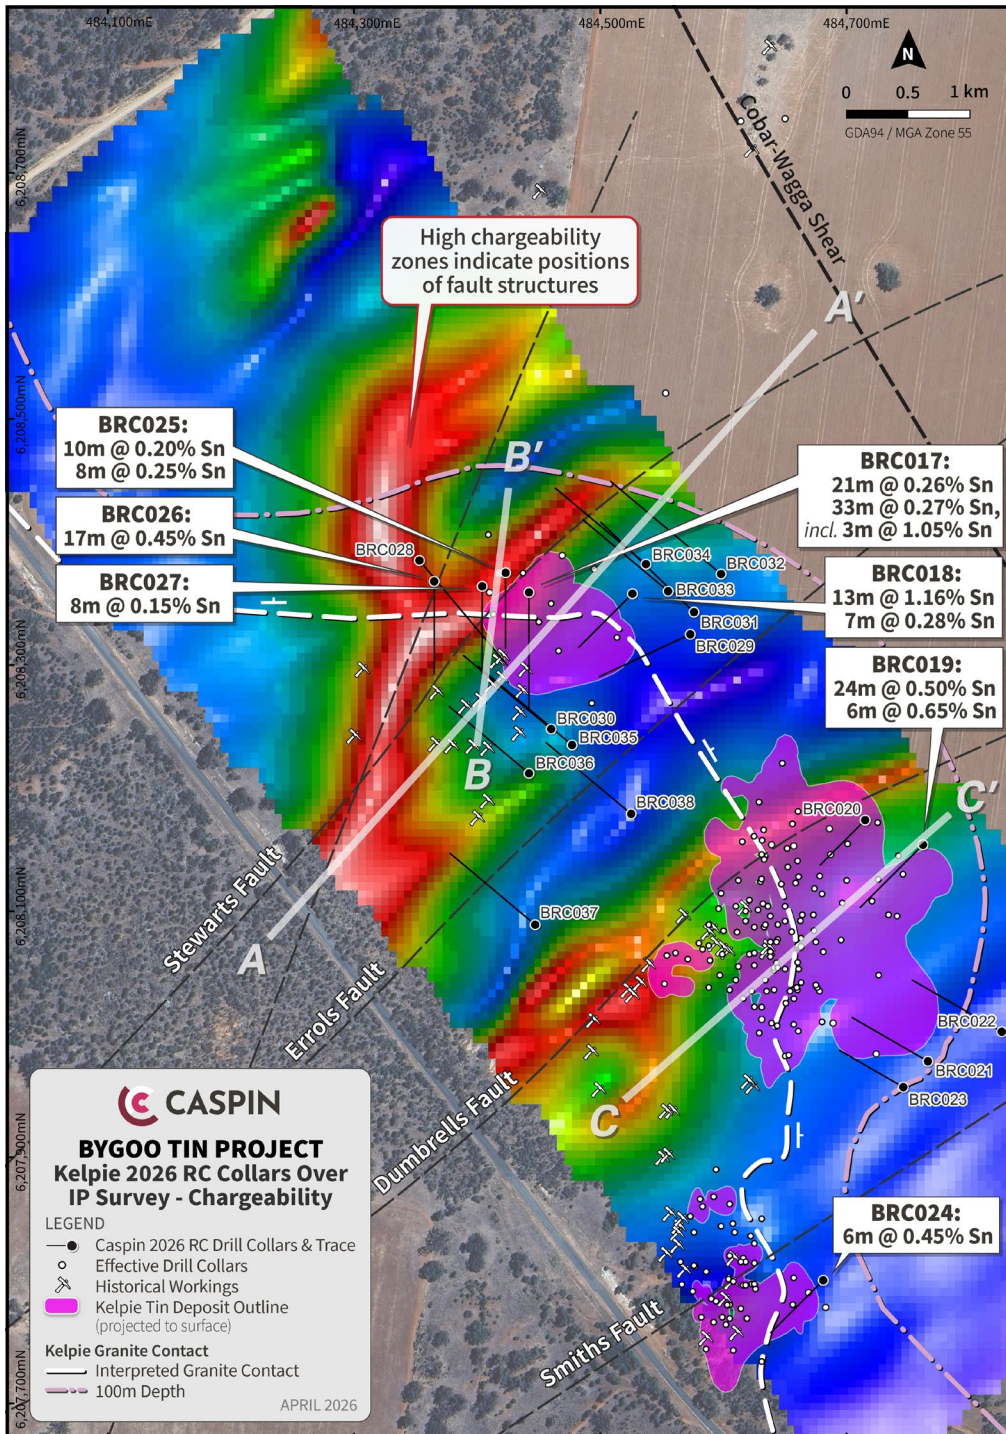 484,100mE
484,300mE
484,500mE
484,700mE
N
0 0.5 1 km
GDA94 / MGA Zone 55
6,208,700mN
6,208,500mN
6,208,300mN
6,208,100mN
6,207,900mN
6,207,700mN
Cobar-Wagga Shear
High chargeability
zones indicate positions
of fault structures
A'
B'
BRC025:
10m @ 0.20% Sn
8m @ 0.25% Sn
BRC026:
17m @ 0.45% Sn
BRC027:
8m @ 0.15% Sn
BRC017:
21m @ 0.26% Sn
33m @ 0.27% Sn,
incl. 3m @ 1.05% Sn
BRC018:
13m @ 1.16% Sn
7m @ 0.28% Sn
BRC019:
24m @ 0.50% Sn
6m @ 0.65% Sn
BRC028
BRC034
BRC032
BRC033
BRC031
BRC029
BRC030
BRC035
BRC036
BRC038
BRC037
B
C'
BRC020
A
Stewarts Fault
Errols Fault
Dumbrells Fault
Smiths Fault
C
BRC022
BRC021
BRC023
BRC024:
6m @ 0.45% Sn
CASPIN
BYGOO TIN PROJECT
Kelpie 2026 RC Collars Over
IP Survey - Chargeability
LEGEND
Caspin 2026 RC Drill Collars & Trace
Effective Drill Collars
Historical Workings
Kelpie Tin Deposit Outline
(projected to surface)
Kelpie Granite Contact
Interpreted Granite Contact
100m Depth
APRIL 2026